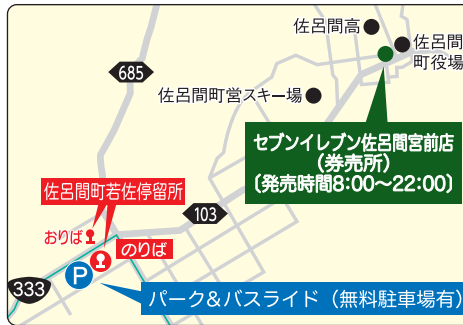 佐呂間高
佐呂間
町役場
685
佐呂間町営スキー場
セブンイレブン佐呂間宮前店
(券売所)
〔発売時間8:00〜22:00〕
佐呂間町若佐停留所
103
おりば
のりば
333
P
パーク&バスライド(無料駐車場有)